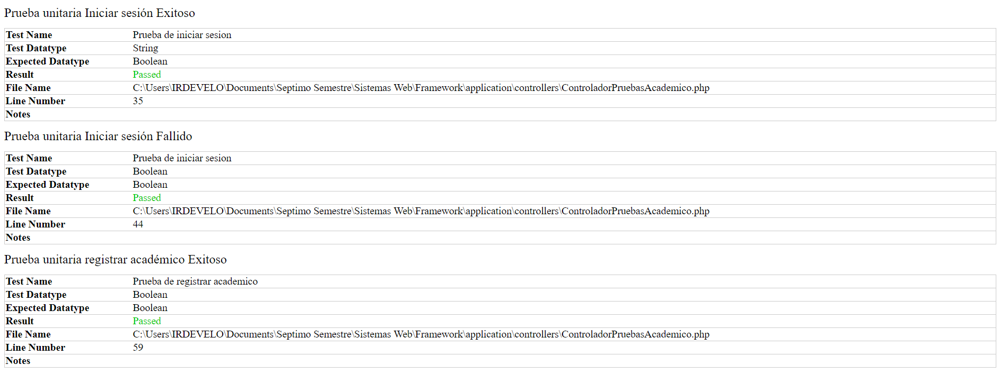 Prueba unitaria Iniciar sesión Exitoso
Test Name Prueba de iniciar sesion
Test Datatype String
Expected Datatype Boolean
Result Passed
File Name C:\Users\IRDEVELO\Documents\Septimo Semestre\Sistemas Web\Framework\application\controllers\ControladorPruebasAcademico.php
Line Number 35
Notes
Prueba unitaria Iniciar sesión Fallido
Test Name Prueba de iniciar sesion
Test Datatype Boolean
Expected Datatype Boolean
Result Passed
File Name C:\Users\IRDEVELO\Documents\Septimo Semestre\Sistemas Web\Framework\application\controllers\ControladorPruebasAcademico.php
Line Number 44
Notes
Prueba unitaria registrar académico Exitoso
Test Name Prueba de registrar academico
Test Datatype Boolean
Expected Datatype Boolean
Result Passed
File Name C:\Users\IRDEVELO\Documents\Septimo Semestre\Sistemas Web\Framework\application\controllers\ControladorPruebasAcademico.php
Line Number 59
Notes